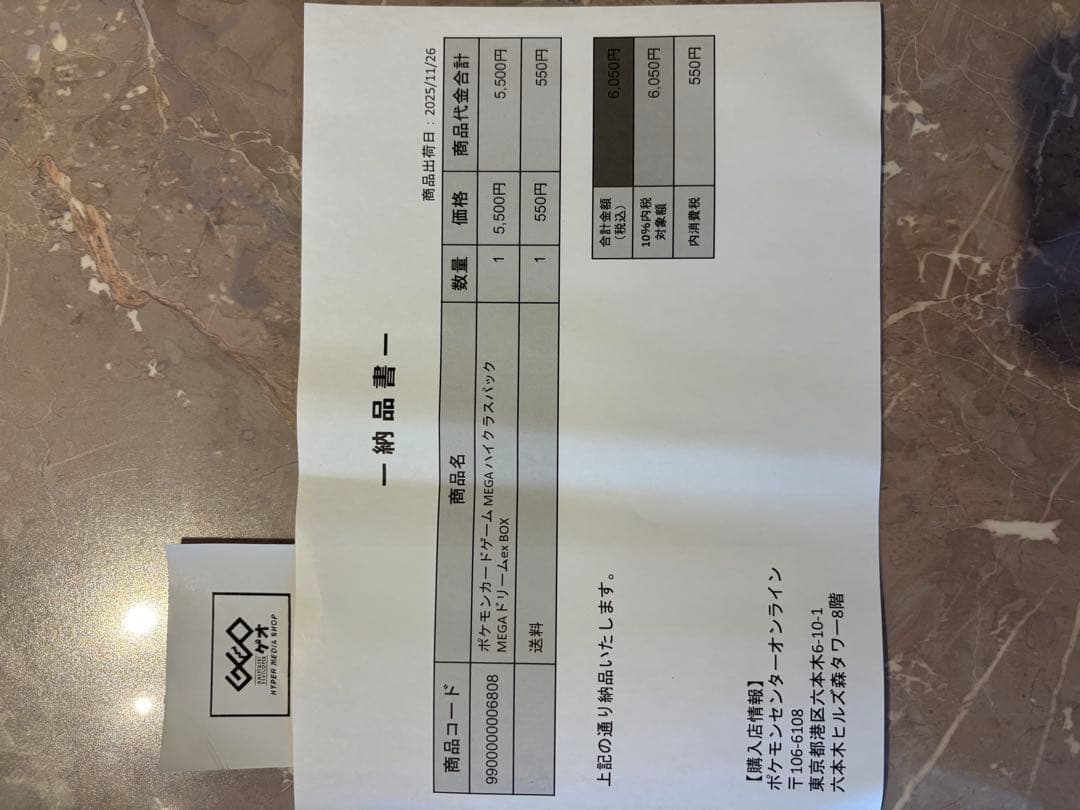 一納品書一
商品出荷日：2025/11/26
商品コード 商品名 数量 価格 商品代金合計
9900000006808 ポケモンカードゲーム MEGA ハイクラスパック MEGA ドリームex BOX 1 5,500円 5,500円
送料 1 550円 550円
合計金額（税込） 6,050円
10%内税対象額 6,050円
内消費税 550円
上記の通り納品いたします。
【購入店情報】
ポケモンセンターオンライン
〒106-6108
東京都港区六本木6-10-1
六本木ヒルズ森タワー8階
GEO
ゲオ
HYPER MEDIA SHOP